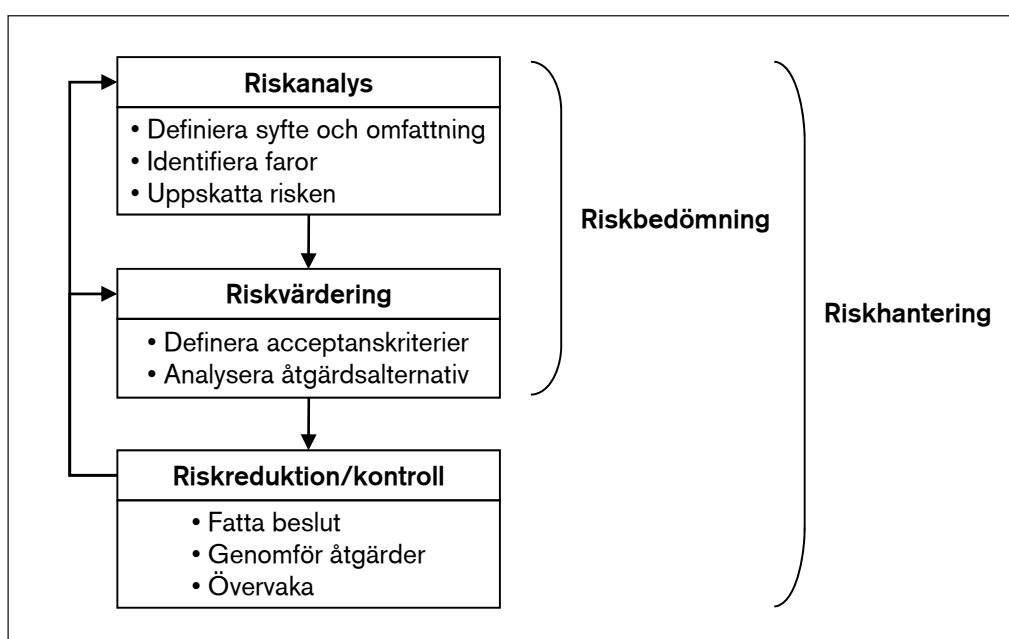 Riskanalys
• Definiera syfte och omfattning
• Identifiera faror
• Uppskatta risken
Riskbedömning
Riskvärdering
• Definera acceptanskriterier
• Analysera åtgärdsalternativ
Riskhantering
Riskreduktion/kontroll
• Fatta beslut
• Genomför åtgärder
• Övervaka